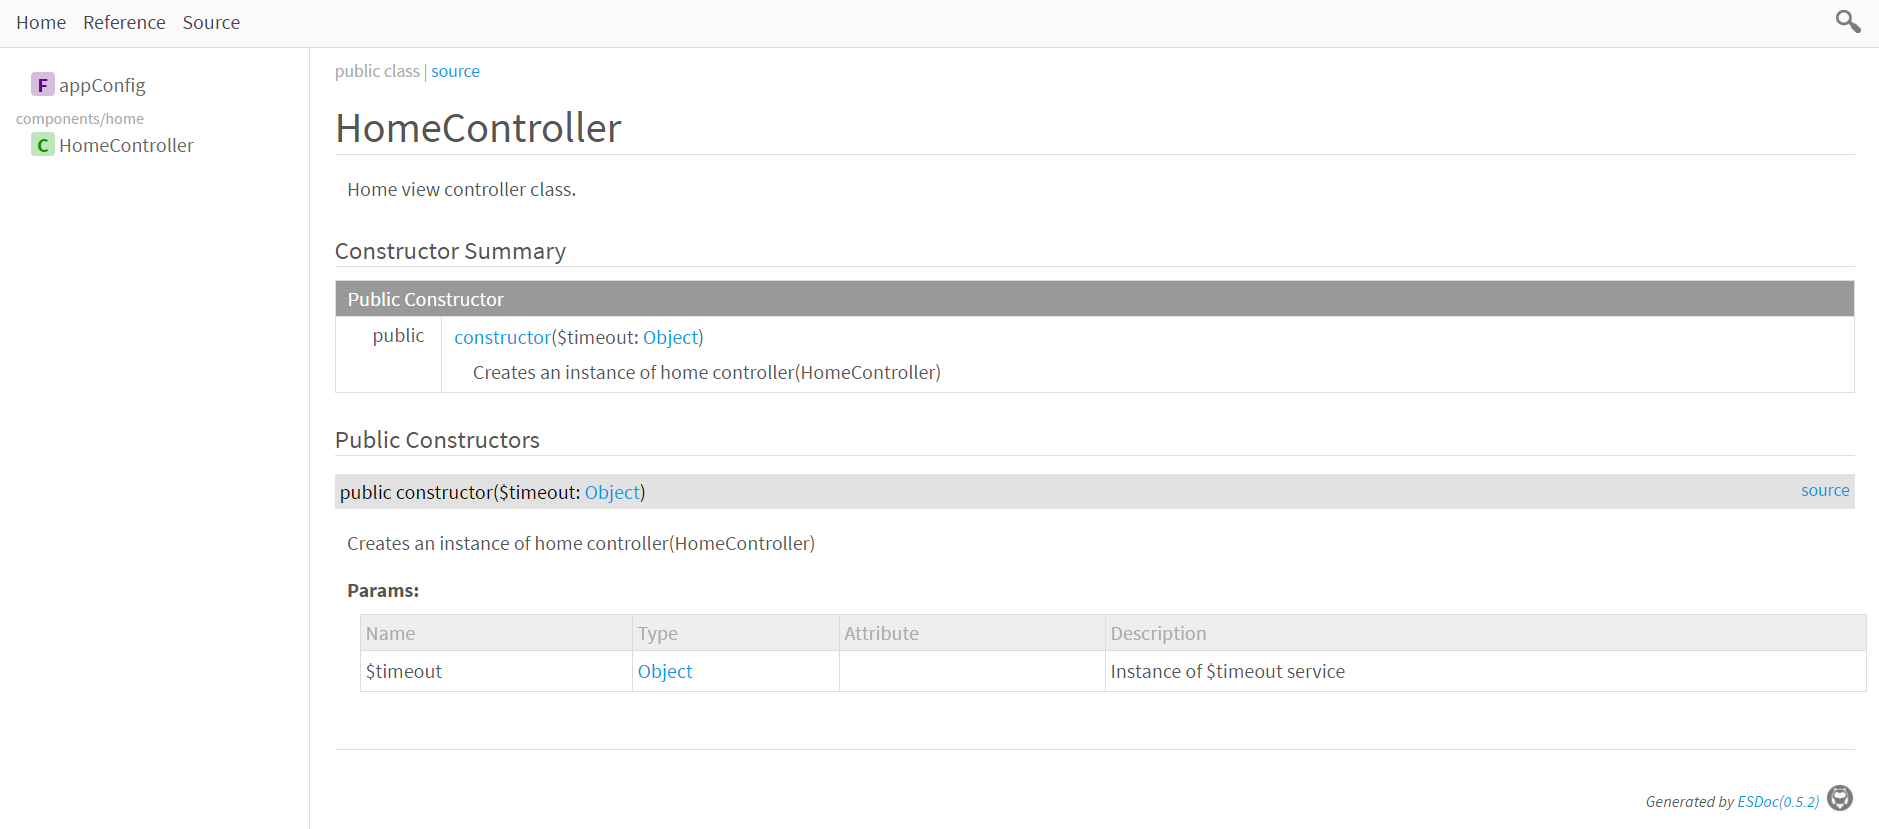 Home Reference Source
F appConfig
components/home
C HomeController
public class | source
HomeController
Home view controller class.
Constructor Summary
Public Constructor
public constructor($timeout: Object)
Creates an instance of home controller(HomeController)
Public Constructors
public constructor($timeout: Object) source
Creates an instance of home controller(HomeController)
Params:
Name Type Attribute Description
$timeout Object Instance of $timeout service
Generated by ESDoc(0.5.2)